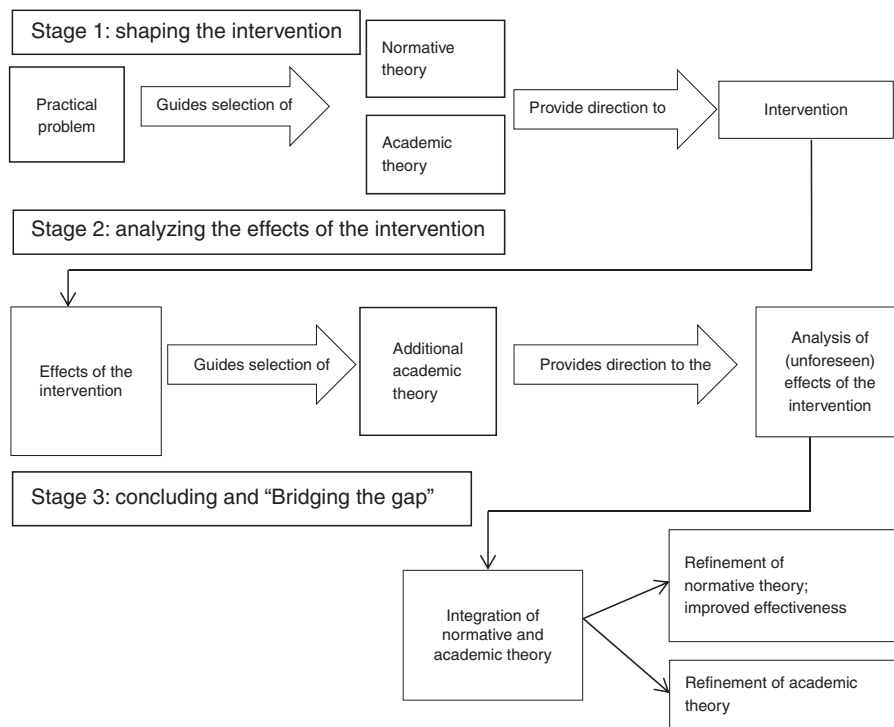 Stage 1: shaping the intervention
Practical
problem
Guides selection of
Normative
theory
Academic
theory
Provide direction to
Intervention
Stage 2: analyzing the effects of the intervention
Effects of the
intervention
Guides selection of
Additional
academic
theory
Provides direction to the
Analysis of
(unforeseen)
effects of the
intervention
Stage 3: concluding and “Bridging the gap”
Integration of
normative and
academic theory
Refinement of
normative theory;
improved effectiveness
Refinement of academic
theory